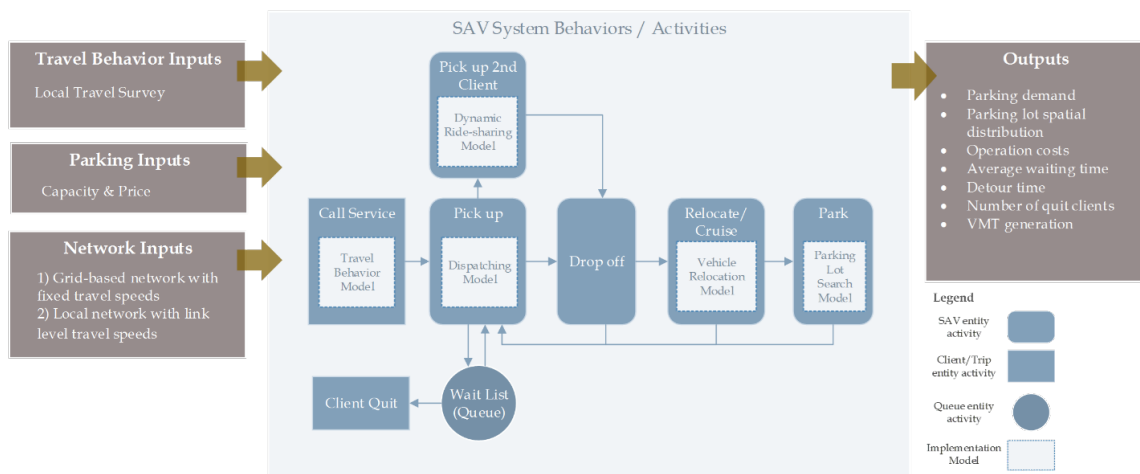 SAV System Behaviors / Activities
Travel Behavior Inputs
Local Travel Survey
Parking Inputs
Capacity & Price
Network Inputs
1) Grid-based network with
fixed travel speeds
2) Local network with link
level travel speeds
Pick up 2nd
Client
Dynamic
Ride-sharing
Model
Call Service
Travel
Behavior
Model
Pick up
Dispatching
Model
Drop off
Relocate/
Cruise
Vehicle
Relocation
Model
Park
Parking
Lot
Search
Model
Client Quit
Wait List
(Queue)
Outputs
• Parking demand
• Parking lot spatial
distribution
• Operation costs
• Average waiting time
• Detour time
• Number of quit clients
• VMT generation
Legend
SAV entity
activity
Client/Trip
entity activity
Queue entity
activity
Implementation
Model